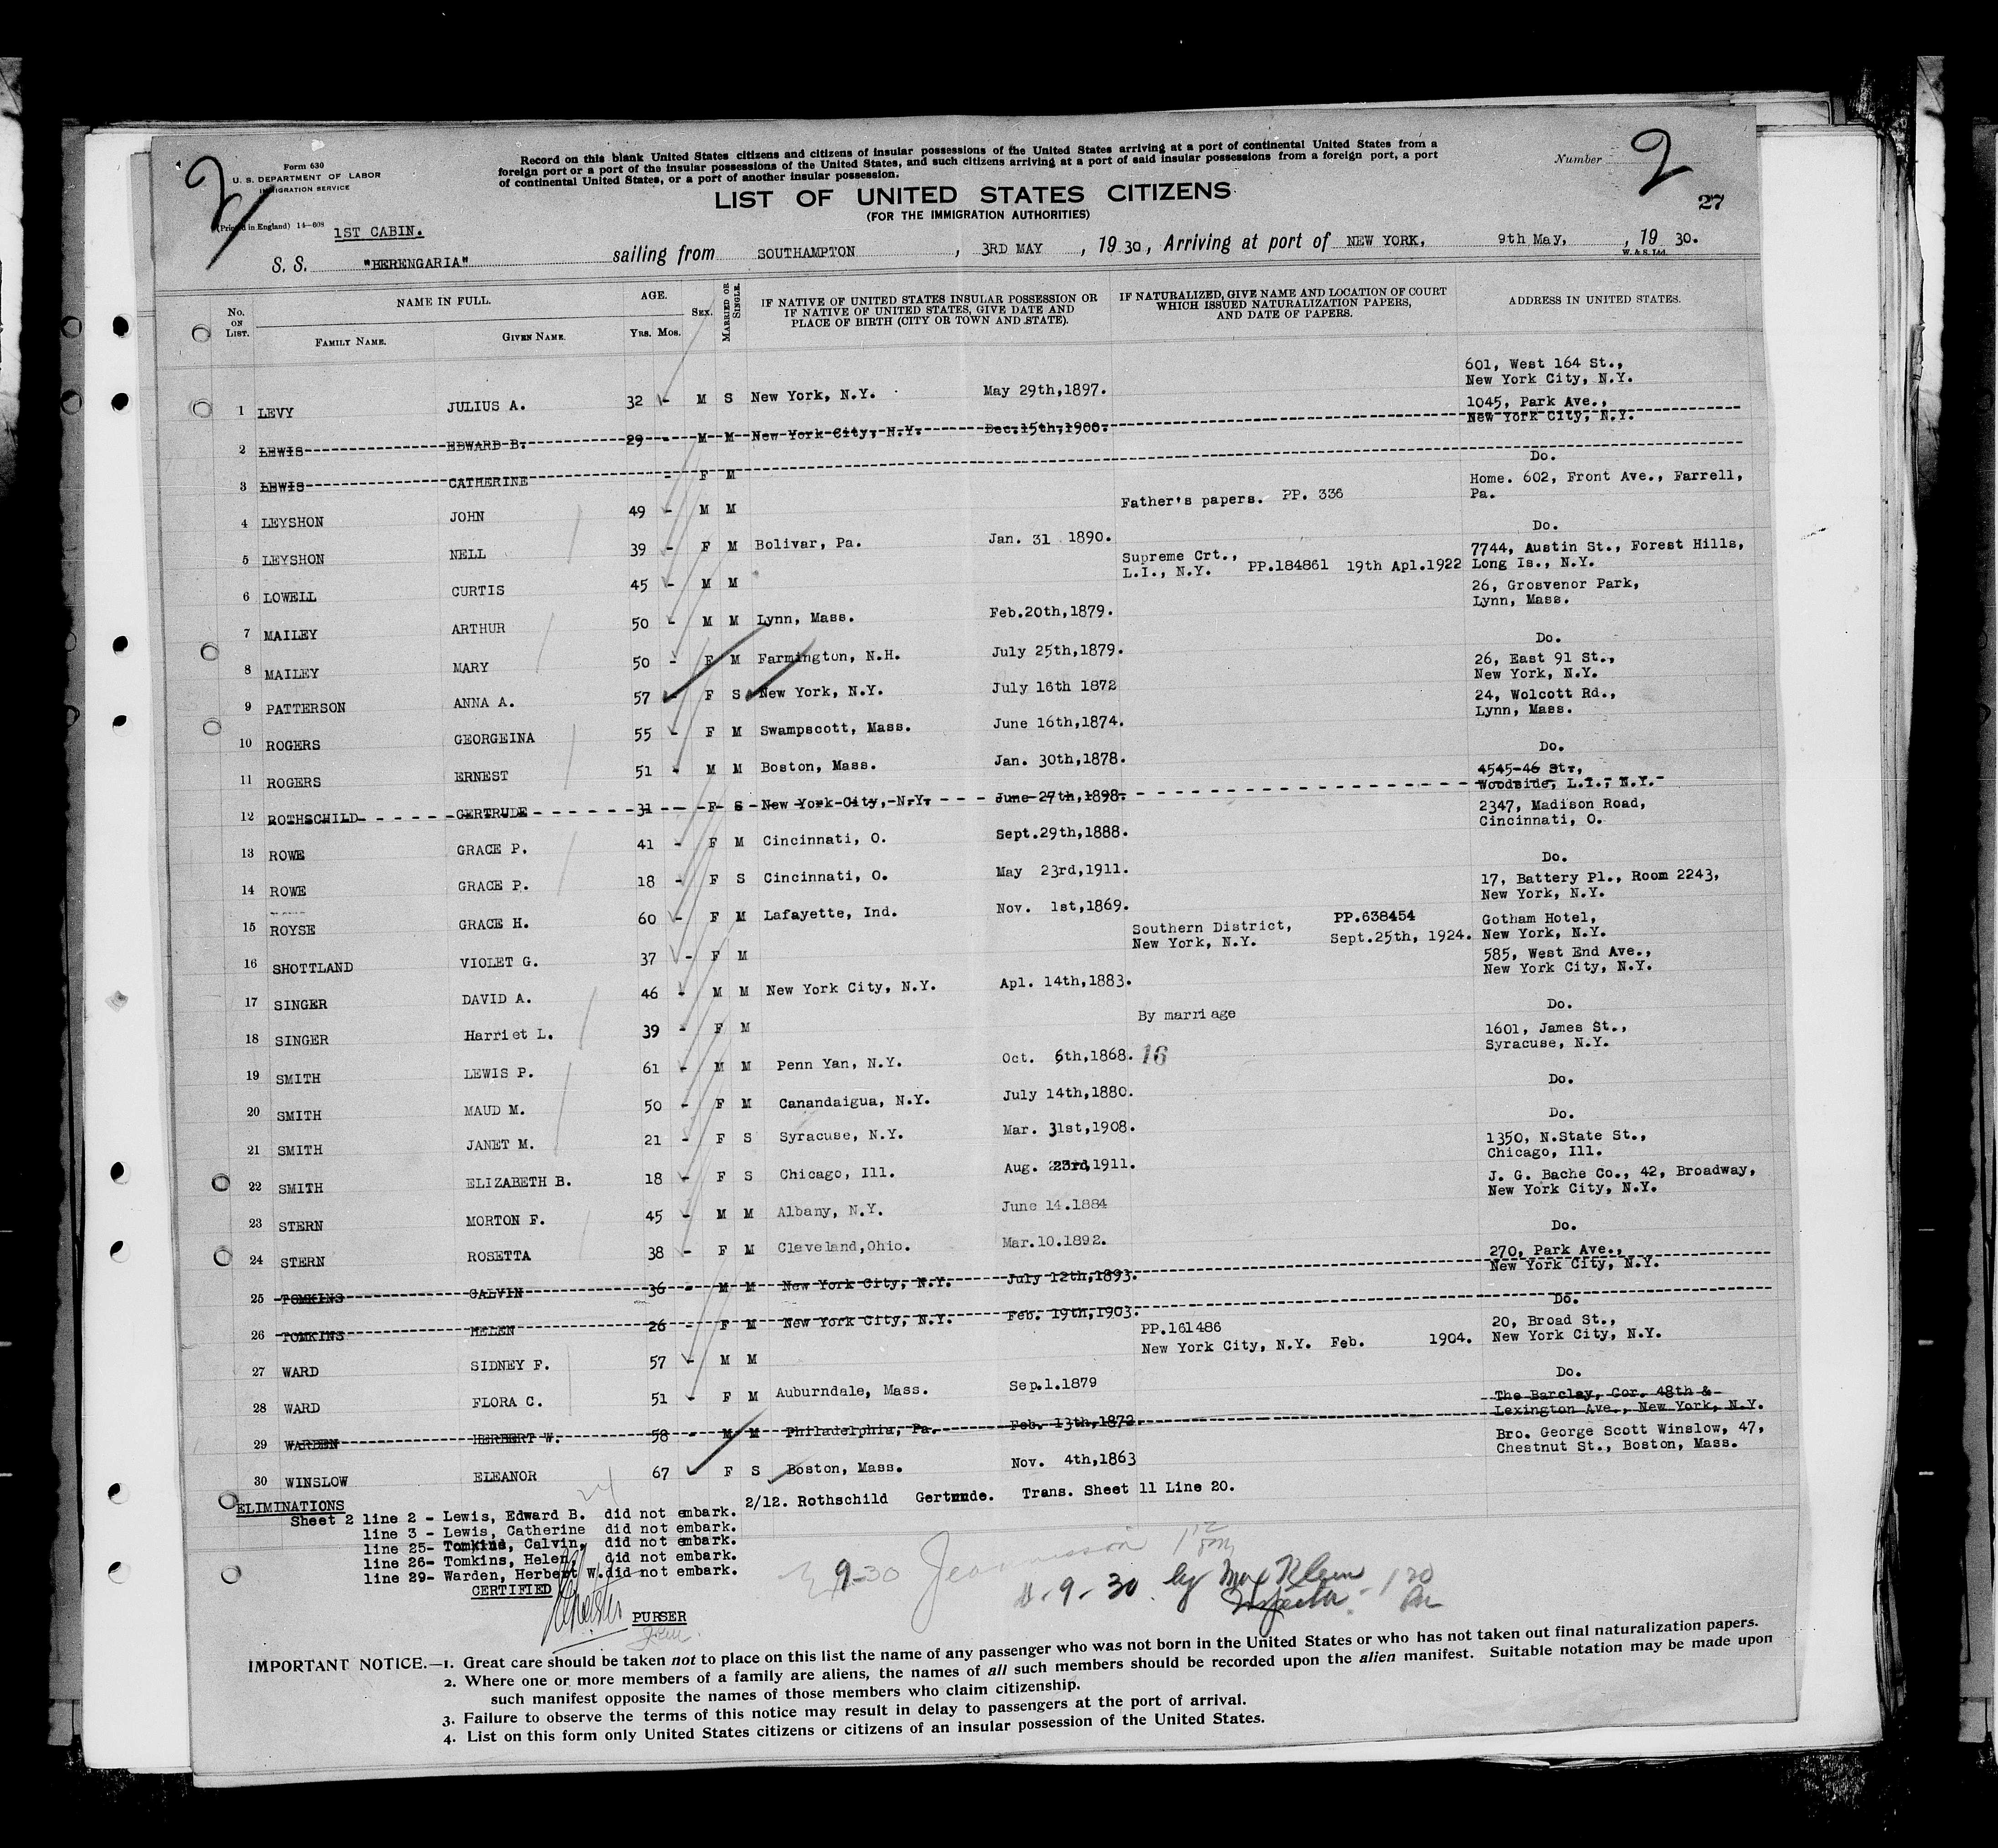 2
Form 630
U. S. DEPARTMENT OF LABOR
IMMIGRATION SERVICE
(Printed in England) 14—608
Record on this blank United States citizens and citizens of insular possessions of the United States arriving at a port of continental United States from a
foreign port or a port of the insular possessions of the United States, and such citizens arriving at a port of said insular possessions from a foreign port, a port
of continental United States, or a port of another insular possession.
Number 2
27
LIST OF UNITED STATES CITIZENS
(FOR THE IMMIGRATION AUTHORITIES)
1ST CABIN.
S. S. "BERENGARIA" sailing from SOUTHAMPTON, 3RD MAY, 1930, Arriving at port of NEW YORK, 9th May, , 1930.
W. & S. Ltd.
No. ON LIST. NAME IN FULL. FAMILY NAME. GIVEN NAME. AGE. YRS. MOS. SEX. MARRIED OR SINGLE. IF NATIVE OF UNITED STATES INSULAR POSSESSION OR IF NATIVE OF UNITED STATES, GIVE DATE AND PLACE OF BIRTH (CITY OR TOWN AND STATE). IF NATURALIZED, GIVE NAME AND LOCATION OF COURT WHICH ISSUED NATURALIZATION PAPERS, AND DATE OF PAPERS. ADDRESS IN UNITED STATES.
1 LEVY JULIUS A. 32 - M S New York, N.Y. May 29th,1897. 601, West 164 St., New York City, N.Y.
2 LEWIS EDWARD B. 29 - M M New York City, N.Y. Dec.15th,1900. 1045, Park Ave., New York City, N.Y.
3 LEWIS CATHERINE - F M Do.
4 LEYSHON JOHN 49 - M M Father's papers. PP. 336 Home. 602, Front Ave., Farrell, Pa.
5 LEYSHON NELL 39 - F M Bolivar, Pa. Jan. 31 1890. Do.
6 LOWELL CURTIS 45 - M M Supreme Crt., L.I., N.Y. PP.184861 19th Apl.1922 7744, Austin St., Forest Hills, Long Is., N.Y.
7 MAILEY ARTHUR 50 - M M Lynn, Mass. Feb.20th,1879. 26, Grosvenor Park, Lynn, Mass.
8 MAILEY MARY 50 - F M Farmington, N.H. July 25th,1879. Do.
9 PATTERSON ANNA A. 57 - F S New York, N.Y. July 16th 1872 26, East 91 St., New York, N.Y.
10 ROGERS GEORGEINA 55 - F M Swampscott, Mass. June 16th,1874. 24, Wolcott Rd., Lynn, Mass.
11 ROGERS ERNEST 51 - M M Boston, Mass. Jan. 30th,1878. Do.
12 ROTHSCHILD GERTRUDE 31 - F S New York City, N.Y. June 27th,1898. 4545-46 St., Woodside, L.I., N.Y.
13 ROWE GRACE P. 41 - F M Cincinnati, O. Sept.29th,1888. 2347, Madison Road, Cincinnati, O.
14 ROWE GRACE P. 18 - F S Cincinnati, O. May 23rd,1911. Do.
15 ROYSE GRACE H. 60 - F M Lafayette, Ind. Nov. 1st,1869. 17, Battery Pl., Room 2243, New York, N.Y.
16 SHOTTLAND VIOLET G. 37 - F M Southern District, New York, N.Y. PP.638454 Sept.25th, 1924. Gotham Hotel, New York, N.Y.
17 SINGER DAVID A. 46 - M M New York City, N.Y. Apl. 14th,1883. 585, West End Ave., New York City, N.Y.
18 SINGER Harriet L. 39 - F M By marriage Do.
19 SMITH LEWIS P. 61 - M M Penn Yan, N.Y. Oct. 6th,1868. 16 1601, James St., Syracuse, N.Y.
20 SMITH MAUD M. 50 - F M Canandaigua, N.Y. July 14th,1880. Do.
21 SMITH JANET M. 21 - F S Syracuse, N.Y. Mar. 31st,1908. Do.
22 SMITH ELIZABETH B. 18 - F S Chicago, Ill. Aug. 23rd,1911. 1350, N.State St., Chicago, Ill.
23 STERN MORTON F. 45 - M M Albany, N.Y. June 14.1884 J. G. Bache Co., 42, Broadway, New York City, N.Y.
24 STERN ROSETTA 38 - F M Cleveland,Ohio. Mar.10.1892. Do.
25 TOMKINS CALVIN 36 - M M New York City, N.Y. July 12th,1893. 270, Park Ave., New York City, N.Y.
26 TOMKINS HELEN 26 - F M New York City, N.Y. Feb. 19th,1903. Do.
27 WARD SIDNEY F. 57 - M M PP.161486 New York City, N.Y. Feb. 1904. 20, Broad St., New York City, N.Y.
28 WARD FLORA C. 51 - F M Auburndale, Mass. Sep.1.1879 Do.
29 WARDEN HERBERT W. 58 - M M Philadelphia, Pa. Feb. 13th,1872. The Barclay, Cor. 48th & Lexington Ave., New York, N.Y.
30 WINSLOW ELEANOR 67 - F S Boston, Mass. Nov. 4th,1863 Bro. George Scott Winslow, 47, Chestnut St., Boston, Mass.
24
ELIMINATIONS
Sheet 2 line 2 - Lewis, Edward B. did not embark.
line 3 - Lewis, Catherine did not embark.
line 25- Tomkins, Calvin, did not embark.
line 26- Tomkins, Helen, did not embark.
line 29- Warden, Herbert W. did not embark.
2/12. Rothschild Gertrude. Trans. Sheet 11 Line 20.
CERTIFIED
PURSER
9-30
9-30 by Max Klein
Inspector
IMPORTANT NOTICE.—1. Great care should be taken not to place on this list the name of any passenger who was not born in the United States or who has not taken out final naturalization papers.
2. Where one or more members of a family are aliens, the names of all such members should be recorded upon the alien manifest. Suitable notation may be made upon
such manifest opposite the names of those members who claim citizenship.
3. Failure to observe the terms of this notice may result in delay to passengers at the port of arrival.
4. List on this form only United States citizens or citizens of an insular possession of the United States.